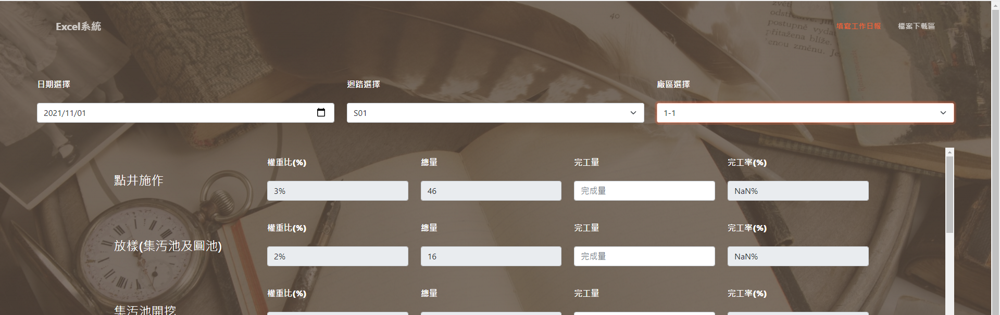 40
zvět
odstř
postupné vyda
přitažena blíže.
enou změnu. Je
Excel系統
填寫工作日報
檔案下載區
日期選擇
迴路選擇
廠區選擇
2021/11/01
S01
1-1
權重比(%)
總量
完工量
完工率(%)
點井施作
3%
46
完成量
NaN%
權重比(%)
總量
完工量
完工率(%)
放樣(集污池及圓池)
2%
16
完成量
NaN%
權重比(%)
總量
完工量
完工率(%)
集污池開挖